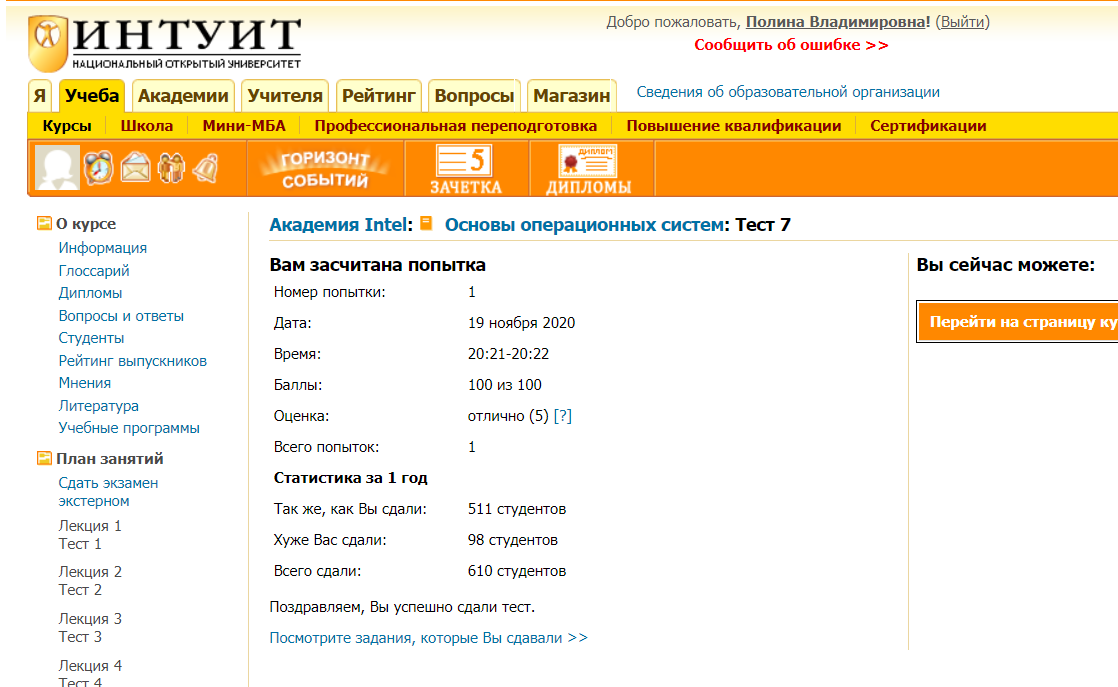 ИНТУИТ
НАЦИОНАЛЬНЫЙ ОТКРЫТЫЙ УНИВЕРСИТЕТ
Добро пожаловать, Полина Владимировна! (Выйти)
Сообщить об ошибке >>
Я Учеба Академии Учителя Рейтинг Вопросы Магазин Сведения об образовательной организации
Курсы Школа Мини-МБА Профессиональная переподготовка Повышение квалификации Сертификации
ГОРИЗОНТ
СОБЫТИЙ
5
ЗАЧЕТКА
ДИПЛОМ
ДИПЛОМЫ
О курсе
Информация
Глоссарий
Дипломы
Вопросы и ответы
Студенты
Рейтинг выпускников
Мнения
Литература
Учебные программы
План занятий
Сдать экзамен
экстерном
Лекция 1
Тест 1
Лекция 2
Тест 2
Лекция 3
Тест 3
Лекция 4
Тест 4
Академия Intel: Основы операционных систем: Тест 7
Вам засчитана попытка
Номер попытки: 1
Дата: 19 ноября 2020
Время: 20:21-20:22
Баллы: 100 из 100
Оценка: отлично (5) [?]
Всего попыток: 1
Статистика за 1 год
Так же, как Вы сдали: 511 студентов
Хуже Вас сдали: 98 студентов
Всего сдали: 610 студентов
Поздравляем, Вы успешно сдали тест.
Посмотрите задания, которые Вы сдавали >>
Вы сейчас можете:
Перейти на страницу ку